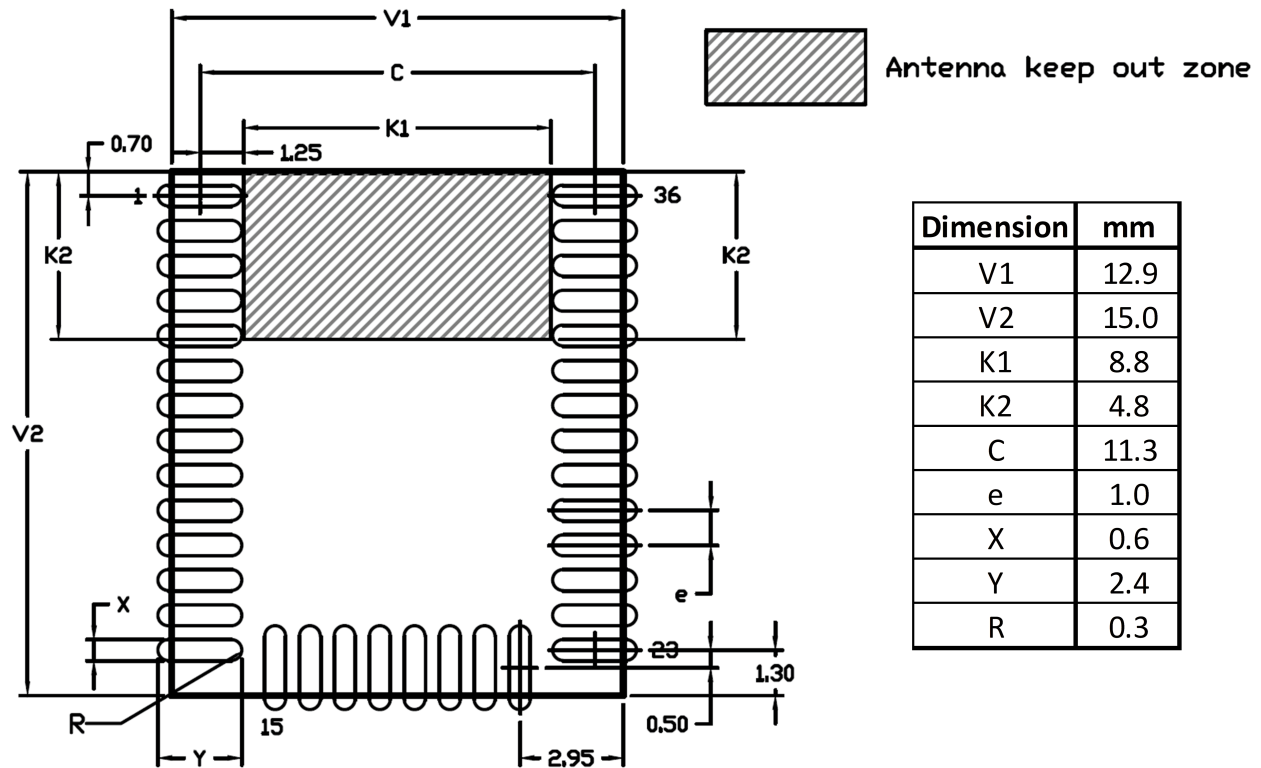 V1
C
Antenna keep out zone
K1
0.70
1.25
1
36
K2
K2
V2
e
X
23
1.30
R
15
0.50
Y
2.95
Dimension mm
V1 12.9
V2 15.0
K1 8.8
K2 4.8
C 11.3
e 1.0
X 0.6
Y 2.4
R 0.3